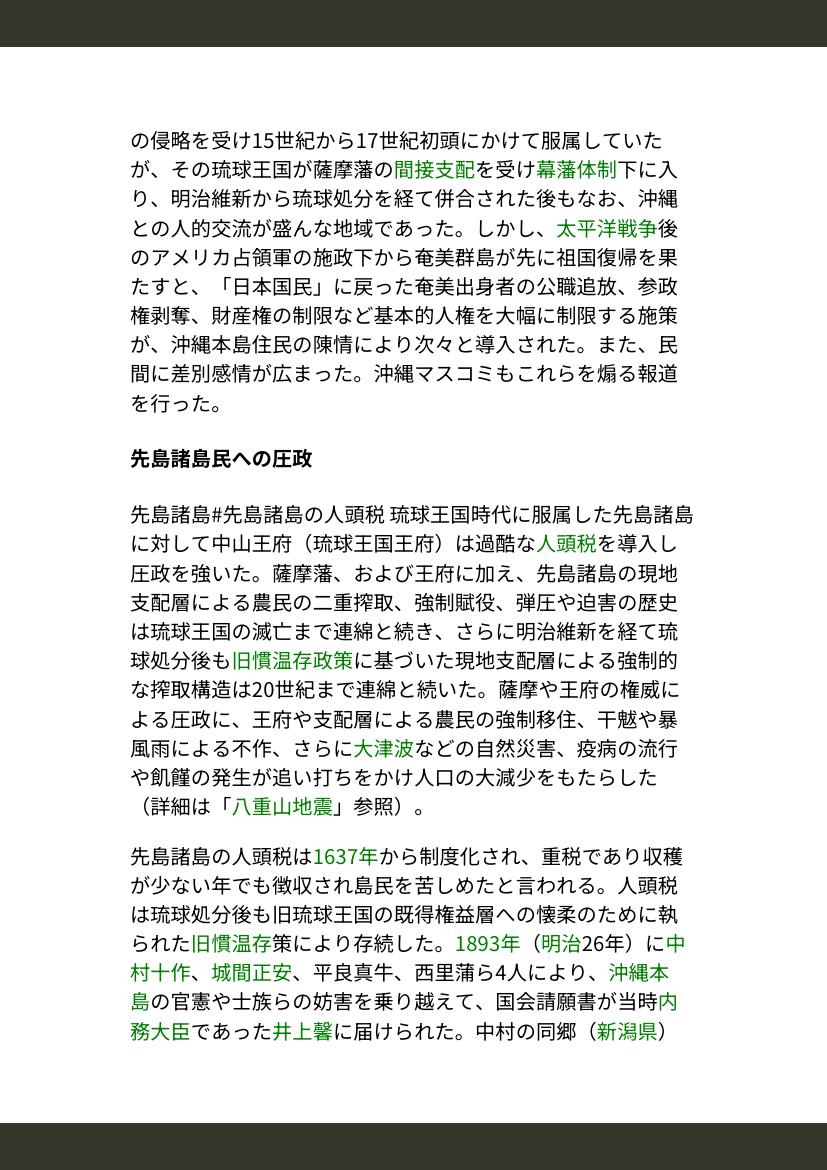 の侵略を受け15世紀から17世紀初頭にかけて服属していた
が、その琉球王国が薩摩藩の間接支配を受け幕藩体制下に入
り、明治維新から琉球処分を経て併合された後もなお、沖縄
との人的交流が盛んな地域であった。しかし、太平洋戦争後
のアメリカ占領軍の施政下から奄美群島が先に祖国復帰を果
たすと、「日本国民」に戻った奄美出身者の公職追放、参政
権剥奪、財産権の制限など基本的人権を大幅に制限する施策
が、沖縄本島住民の陳情により次々と導入された。また、民
間に差別感情が広まった。沖縄マスコミもこれらを煽る報道
を行った。
先島諸島民への圧政
先島諸島#先島諸島の人頭税 琉球王国時代に服属した先島諸島
に対して中山王府（琉球王国王府）は過酷な人頭税を導入し
圧政を強いた。薩摩藩、および王府に加え、先島諸島の現地
支配層による農民の二重搾取、強制賦役、弾圧や迫害の歴史
は琉球王国の滅亡まで連綿と続き、さらに明治維新を経て琉
球処分後も旧慣温存政策に基づいた現地支配層による強制的
な搾取構造は20世紀まで連綿と続いた。薩摩や王府の権威に
よる圧政に、王府や支配層による農民の強制移住、干魃や暴
風雨による不作、さらに大津波などの自然災害、疫病の流行
や飢饉の発生が追い打ちをかけ人口の大減少をもたらした
（詳細は「八重山地震」参照）。
先島諸島の人頭税は1637年から制度化され、重税であり収穫
が少ない年でも徴収され島民を苦しめたと言われる。人頭税
は琉球処分後も旧琉球王国の既得権益層への懐柔のために執
られた旧慣温存策により存続した。1893年（明治26年）に中
村十作、城間正安、平良真牛、西里蒲ら4人により、沖縄本
島の官憲や士族らの妨害を乗り越えて、国会請願書が当時内
務大臣であった井上馨に届けられた。中村の同郷（新潟県）